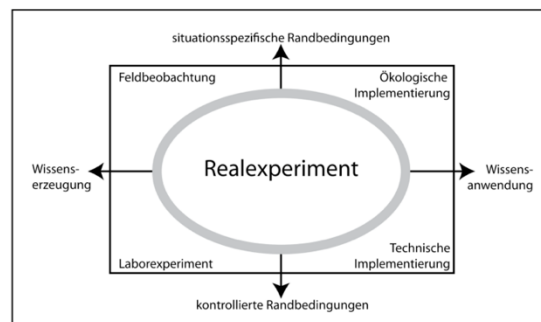 situationsspezifische Randbedingungen
Feldbeobachtung
Ökologische
Implementierung
Wissens-
erzeugung
Realexperiment
Wissens-
anwendung
Laborexperiment
Technische
Implementierung
kontrollierte Randbedingungen